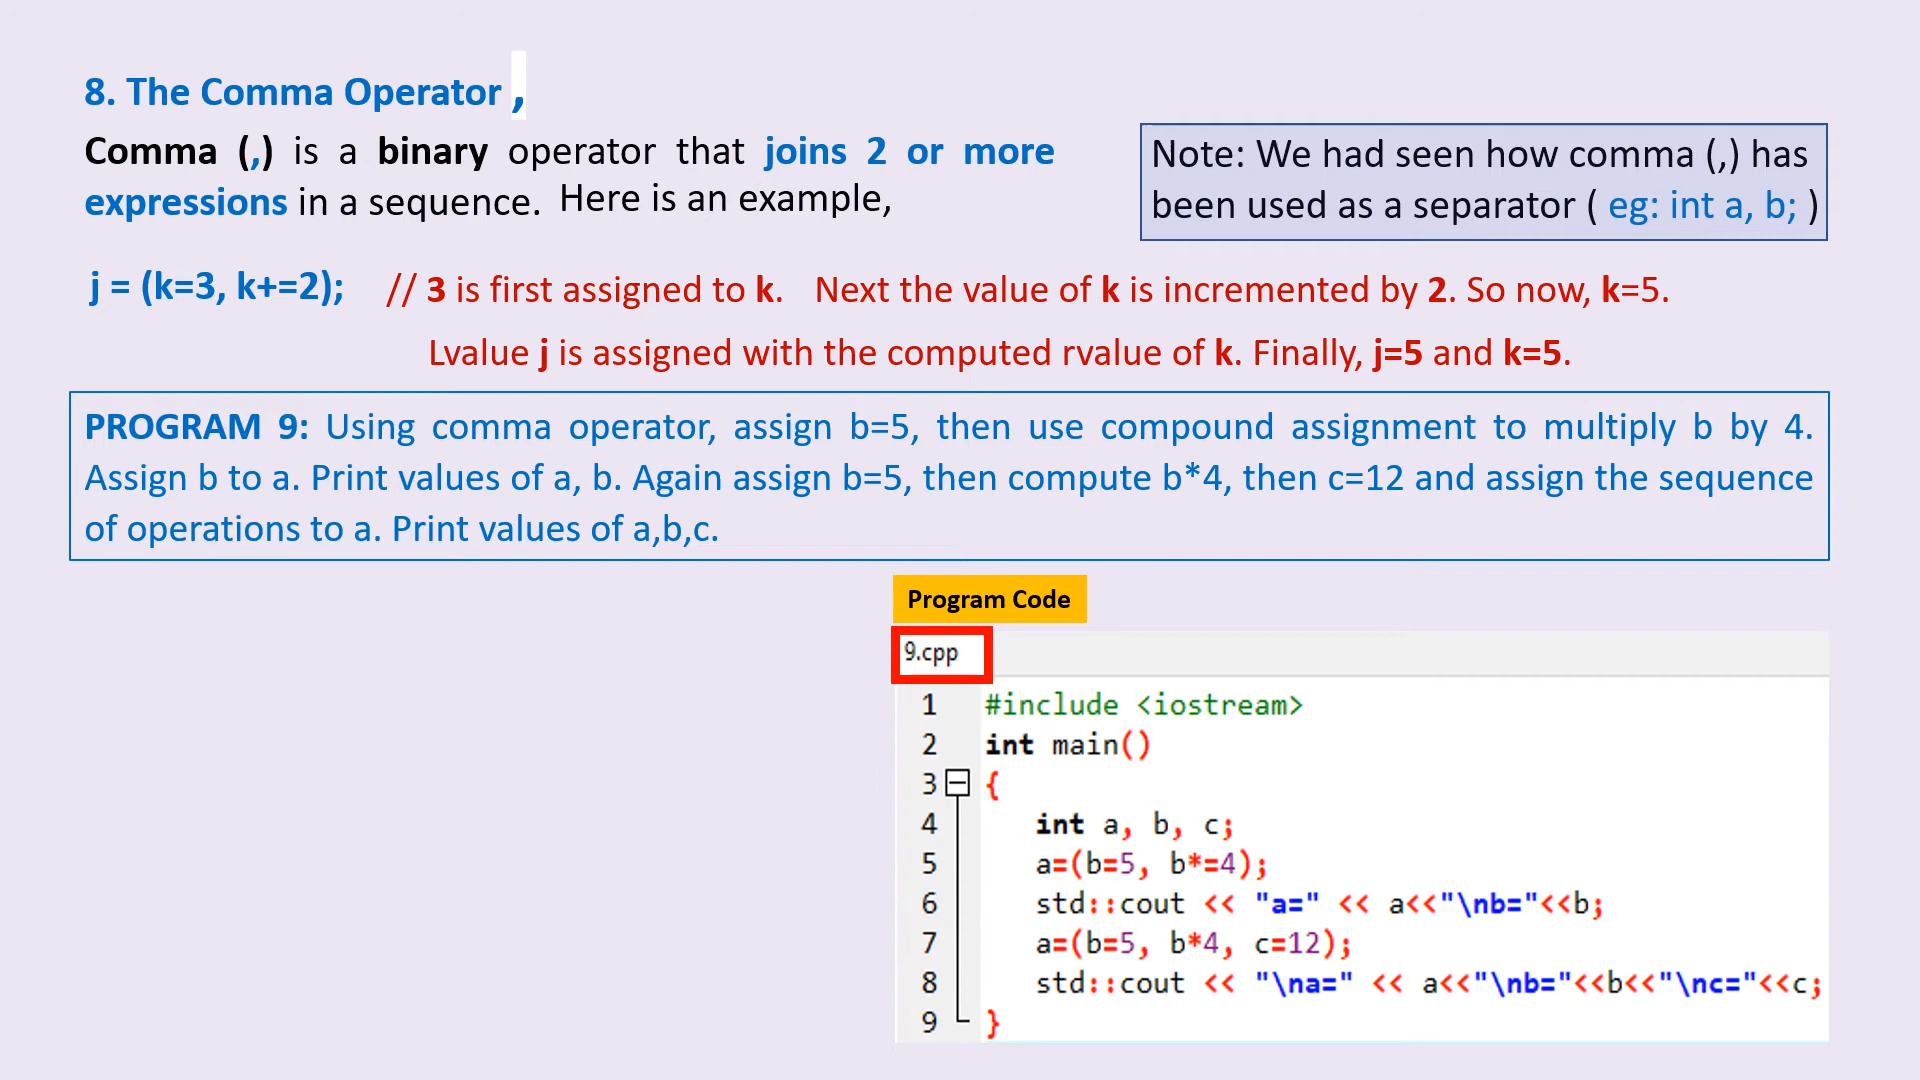 8. The Comma Operator ,
Comma (,) is a binary operator that joins 2 or more
expressions in a sequence. Here is an example,
Note: We had seen how comma (,) has
been used as a separator ( eg: int a, b; )
j = (k=3, k+=2); // 3 is first assigned to k. Next the value of k is incremented by 2. So now, k=5.
Lvalue j is assigned with the computed rvalue of k. Finally, j=5 and k=5.
PROGRAM 9: Using comma operator, assign b=5, then use compound assignment to multiply b by 4.
Assign b to a. Print values of a, b. Again assign b=5, then compute b*4, then c=12 and assign the sequence
of operations to a. Print values of a,b,c.
Program Code
9.cpp
1 #include <iostream>
2 int main()
3 {
4 int a, b, c;
5 a=(b=5, b*=4);
6 std::cout << "a=" << a<<"\nb="<<b;
7 a=(b=5, b*4, c=12);
8 std::cout << "\na=" << a<<"\nb="<<b<<"\nc="<<c;
9 }